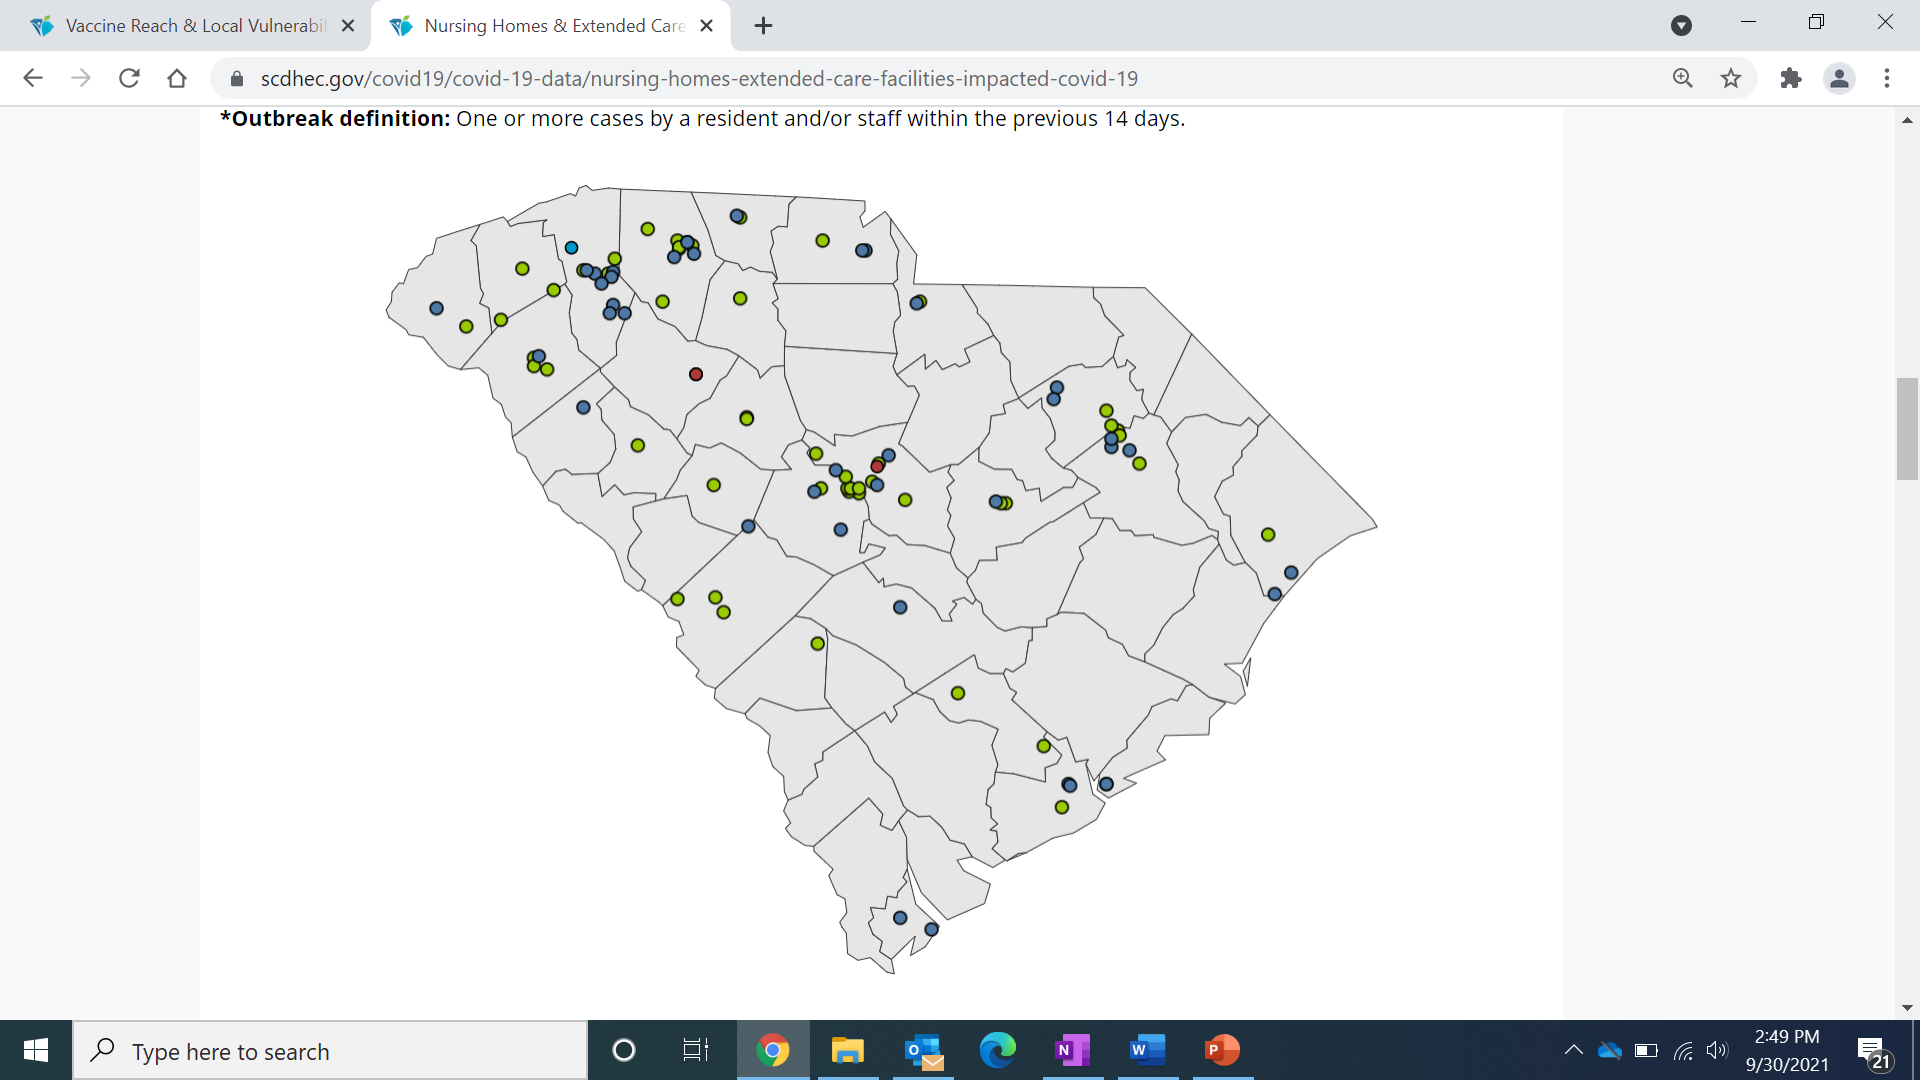 Vaccine Reach & Local Vulnerabil
Nursing Homes & Extended Care
scdhec.gov/covid19/covid-19-data/nursing-homes-extended-care-facilities-impacted-covid-19
*Outbreak definition: One or more cases by a resident and/or staff within the previous 14 days.
Type here to search
O
N
W
P
2:49 PM
9/30/2021
21